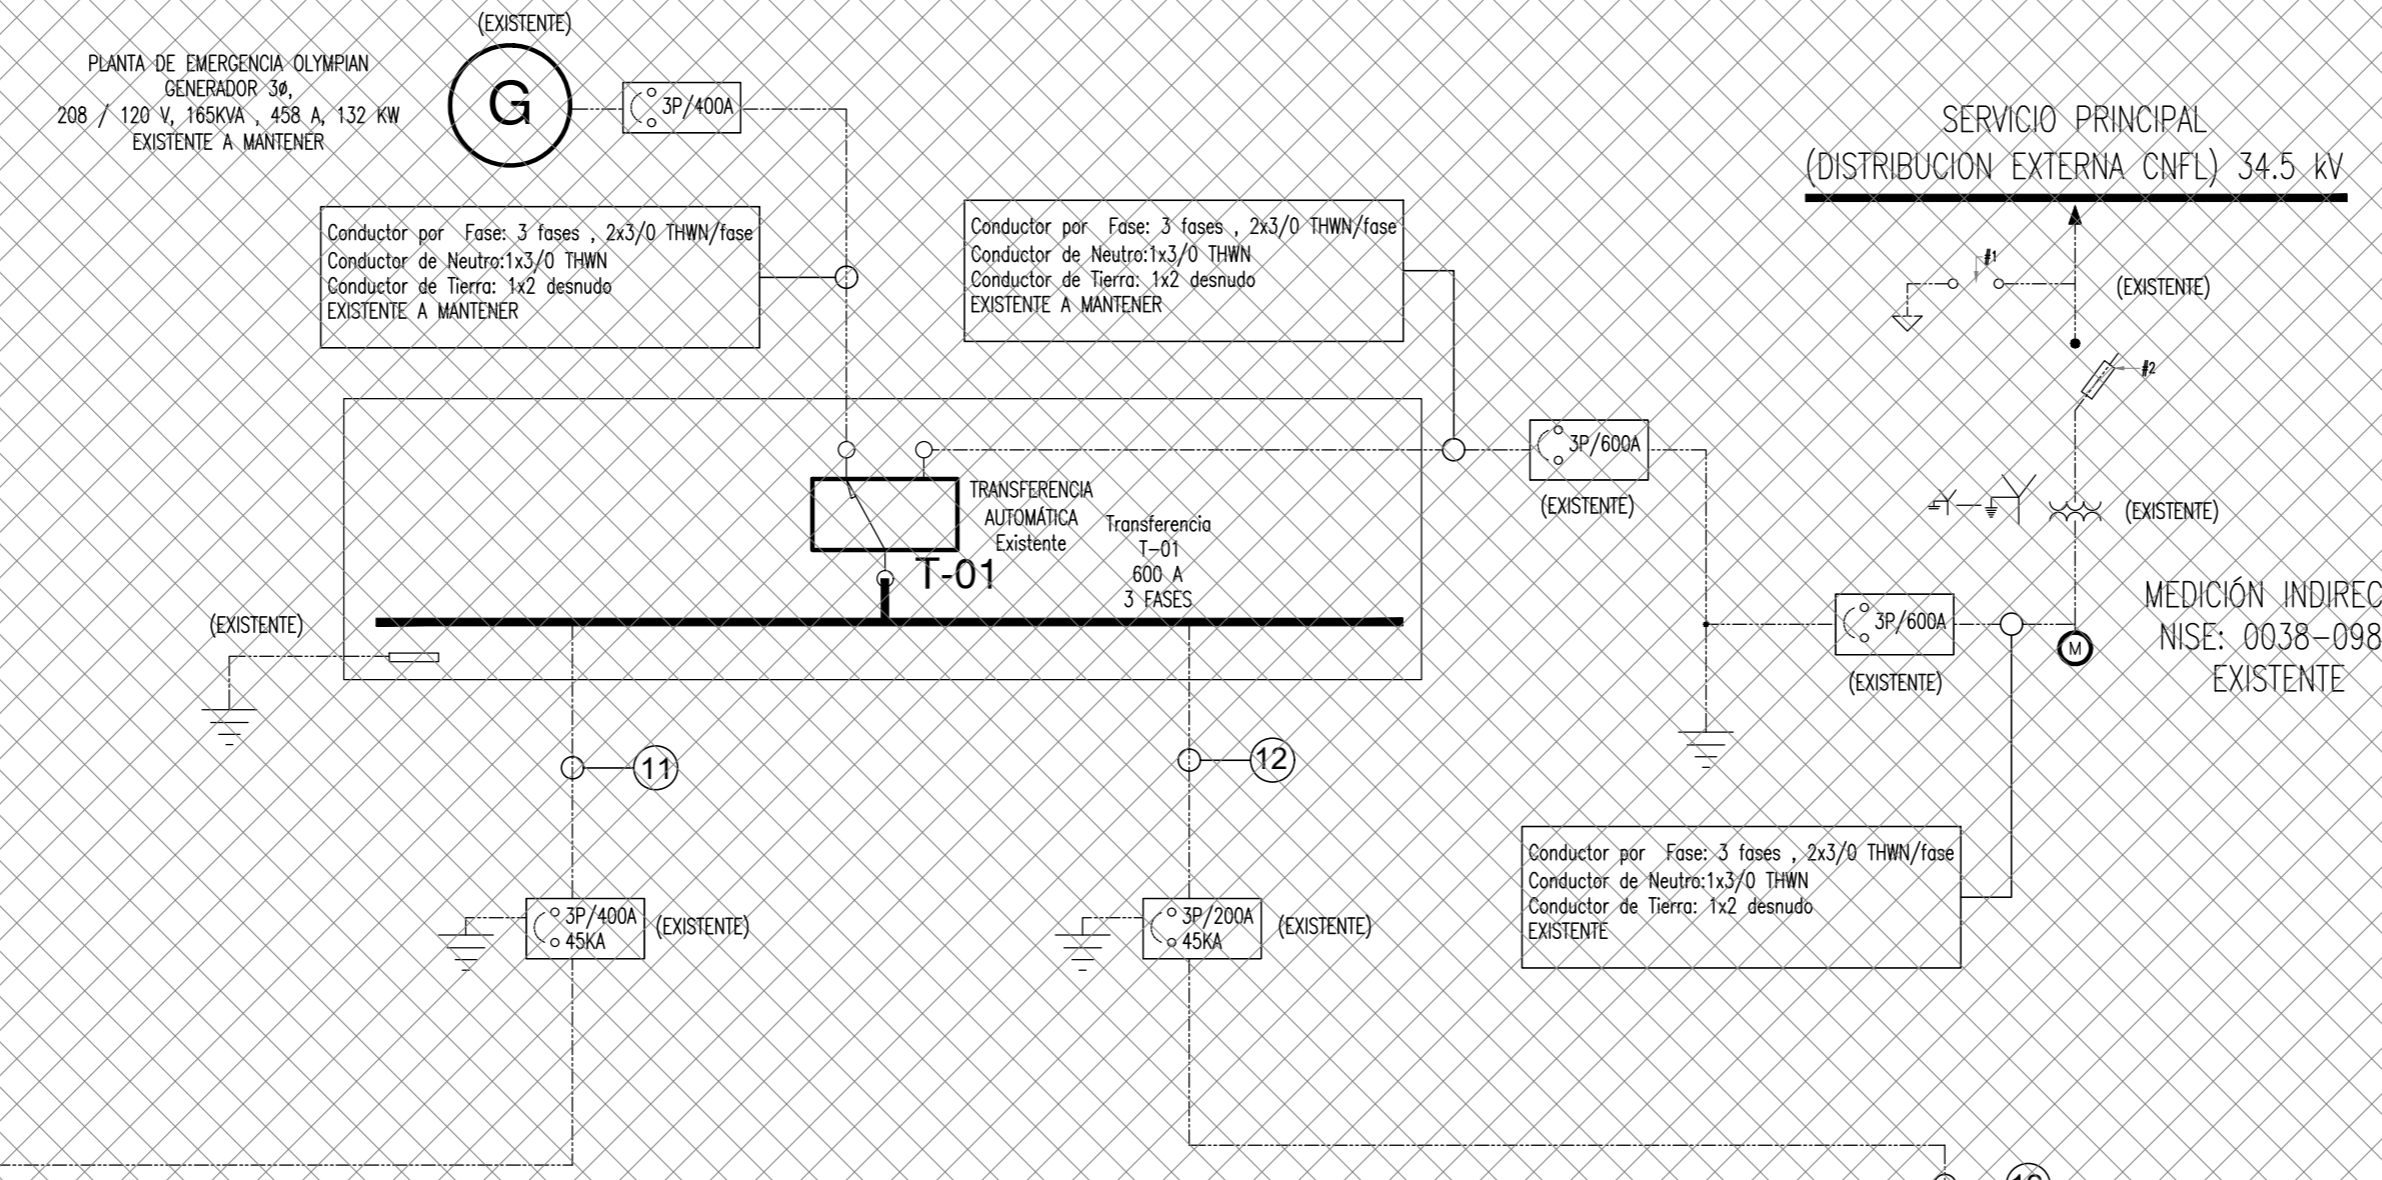 (EXISTENTE)
PLANTA DE EMERGENCIA OLYMPIAN
GENERADOR 3ø,
208 / 120 V, 165KVA , 458 A, 132 KW
EXISTENTE A MANTENER
G
3P/400A
SERVICIO PRINCIPAL
(DISTRIBUCION EXTERNA CNFL) 34.5 kV
Conductor por Fase: 3 fases , 2x3/0 THWN/fase
Conductor de Neutro:1x3/0 THWN
Conductor de Tierra: 1x2 desnudo
EXISTENTE A MANTENER
Conductor por Fase: 3 fases , 2x3/0 THWN/fase
Conductor de Neutro:1x3/0 THWN
Conductor de Tierra: 1x2 desnudo
EXISTENTE A MANTENER
#1
(EXISTENTE)
#2
3P/600A
(EXISTENTE)
TRANSFERENCIA
AUTOMÁTICA
Existente
T-01
Transferencia
T-01
600 A
3 FASES
(EXISTENTE)
(EXISTENTE)
3P/600A
(EXISTENTE)
M
MEDICIÓN INDIREC
NISE: 0038-098
EXISTENTE
11
12
3P/400A
45KA
(EXISTENTE)
3P/200A
45KA
(EXISTENTE)
Conductor por Fase: 3 fases , 2x3/0 THWN/fase
Conductor de Neutro:1x3/0 THWN
Conductor de Tierra: 1x2 desnudo
EXISTENTE